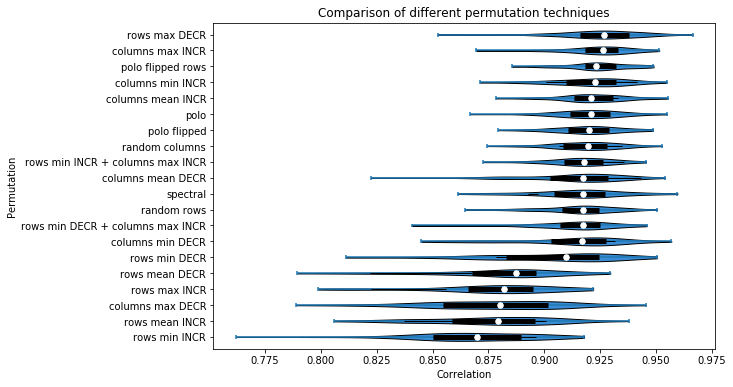 Comparison of different permutation techniques
Permutation
rows max DECR
columns max INCR
polo flipped rows
columns min INCR
columns mean INCR
polo
polo flipped
random columns
rows min INCR + columns max INCR
columns mean DECR
spectral
random rows
rows min DECR + columns max INCR
columns min DECR
rows min DECR
rows mean DECR
rows max INCR
columns max DECR
rows mean INCR
rows min INCR
0.775 0.800 0.825 0.850 0.875 0.900 0.925 0.950 0.975
Correlation